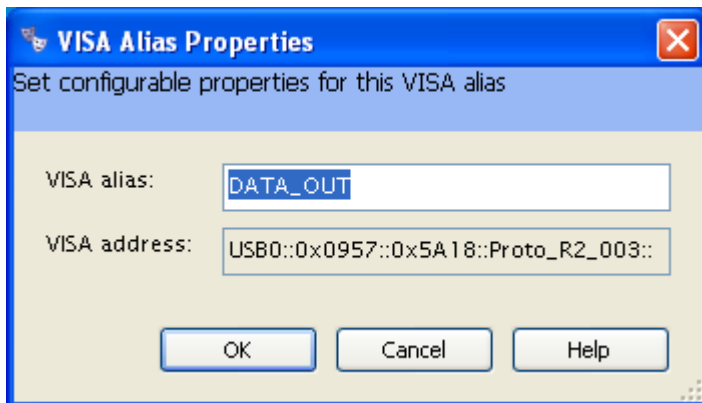 VISA Alias Properties
Set configurable properties for this VISA alias
VISA alias: DATA_OUT
VISA address: USB0::0x0957::0x5A18::Proto_R2_003::
OK Cancel Help